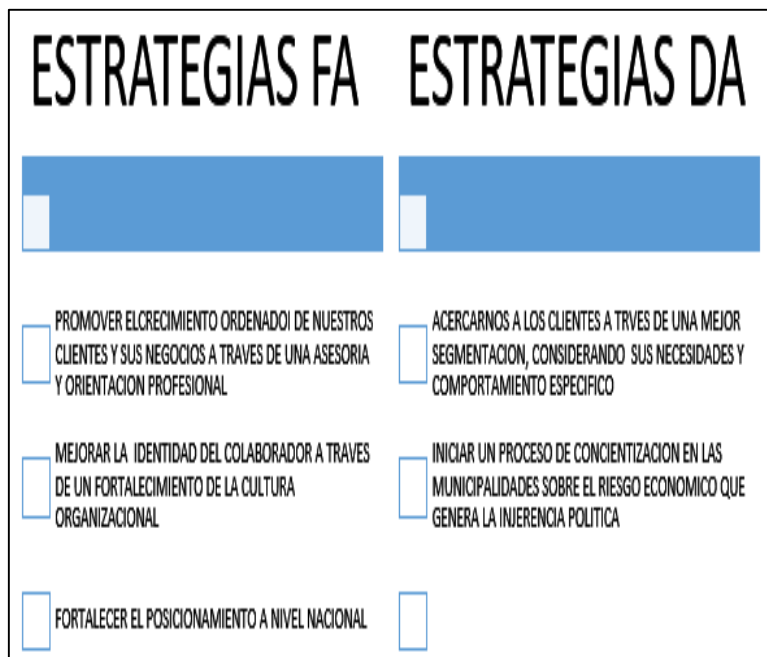 ESTRATEGIAS FA
PROMOVER ELCRECIMIENTO ORDENADOI DE NUESTROS
CLIENTES Y SUS NEGOCIOS A TRAVES DE UNA ASESORIA
Y ORIENTACION PROFESIONAL
MEJORAR LA IDENTIDAD DEL COLABORADOR A TRAVES
DE UN FORTALECIMIENTO DE LA CULTURA
ORGANIZACIONAL
FORTALECER EL POSICIONAMIENTO A NIVEL NACIONAL
ESTRATEGIAS DA
ACERCARNOS A LOS CLIENTES A TRVES DE UNA MEJOR
SEGMENTACION, CONSIDERANDO SUS NECESIDADES Y
COMPORTAMIENTO ESPECIFICO
INICIAR UN PROCESO DE CONCIENTIZACION EN LAS
MUNICIPALIDADES SOBRE EL RIESGO ECONOMICO QUE
GENERA LA INJERENCIA POLITICA